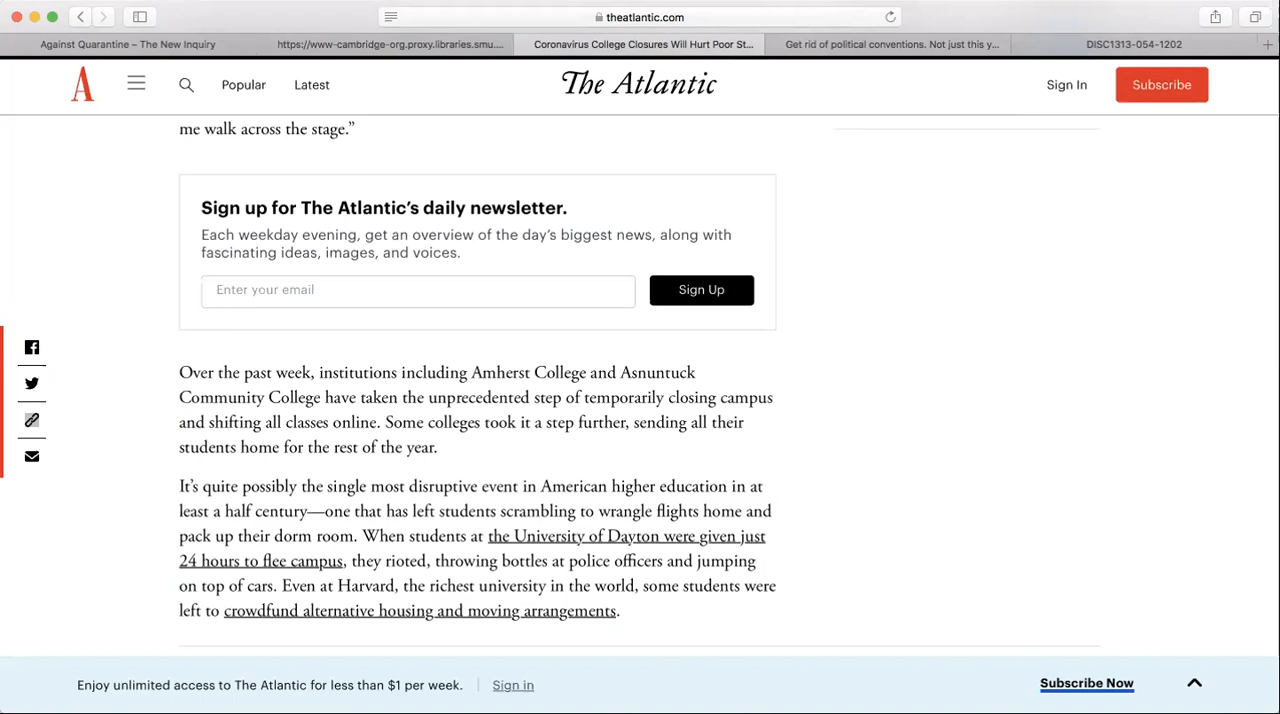 theatlantic.com
Against Quarantine – The New Inquiry
https://www-cambridge-org.proxy.libraries.smu....
Coronavirus College Closures Will Hurt Poor St...
Get rid of political conventions. Not just this y...
DISC1313-054-1202
A
Popular
Latest
The Atlantic
Sign In
Subscribe
me walk across the stage.”
Sign up for The Atlantic’s daily newsletter.
Each weekday evening, get an overview of the day’s biggest news, along with
fascinating ideas, images, and voices.
Enter your email
Sign Up
Over the past week, institutions including Amherst College and Asnuntuck
Community College have taken the unprecedented step of temporarily closing campus
and shifting all classes online. Some colleges took it a step further, sending all their
students home for the rest of the year.
It’s quite possibly the single most disruptive event in American higher education in at
least a half century—one that has left students scrambling to wrangle flights home and
pack up their dorm room. When students at the University of Dayton were given just
24 hours to flee campus, they rioted, throwing bottles at police officers and jumping
on top of cars. Even at Harvard, the richest university in the world, some students were
left to crowdfund alternative housing and moving arrangements.
Enjoy unlimited access to The Atlantic for less than $1 per week.
Sign in
Subscribe Now